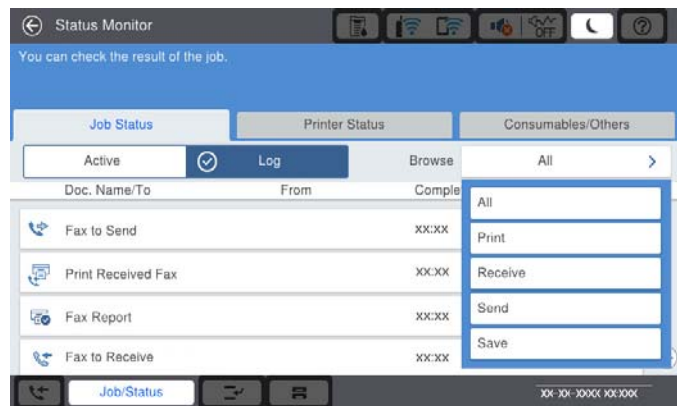 Status Monitor
OFF
You can check the result of the job.
Job Status Printer Status Consumables/Others
Active Log Browse All
Doc. Name/To From Comple
All
Fax to Send XX:XX
Print
Print Received Fax XX:XX
Receive
Fax Report XX:XX
Send
Save
Fax to Receive XX:XX
Job/Status XX-XX-XXXX XX:XXX